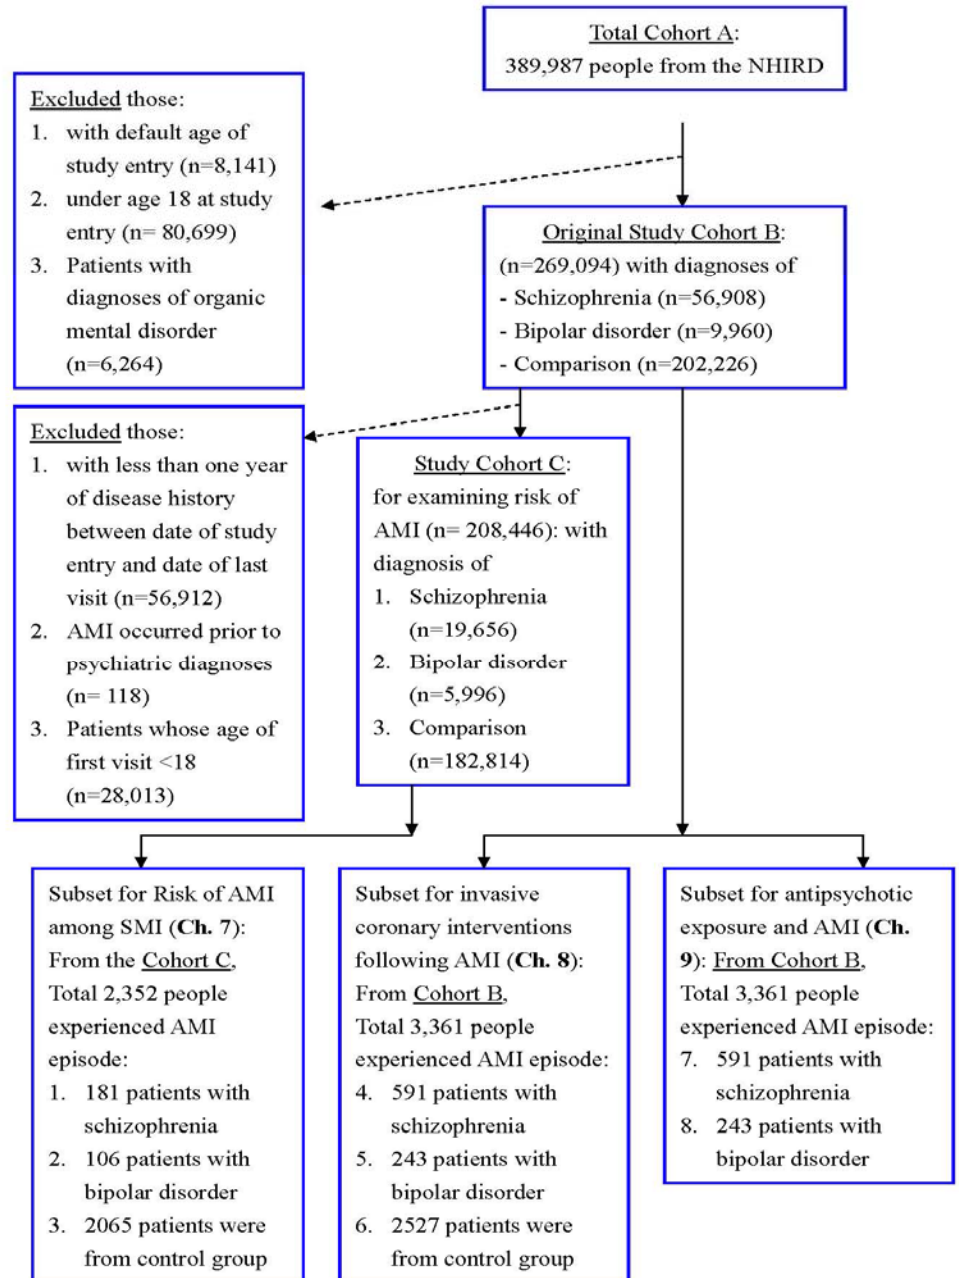 Total Cohort A:
389,987 people from the NHIRD
Excluded those:
1. with default age of
study entry (n=8,141)
2. under age 18 at study
entry (n= 80,699)
3. Patients with
diagnoses of organic
mental disorder
(n=6,264)
Original Study Cohort B:
(n=269,094) with diagnoses of
- Schizophrenia (n=56,908)
- Bipolar disorder (n=9,960)
- Comparison (n=202,226)
Excluded those:
1. with less than one year
of disease history
between date of study
entry and date of last
visit (n=56,912)
2. AMI occurred prior to
psychiatric diagnoses
(n= 118)
3. Patients whose age of
first visit <18
(n=28,013)
Study Cohort C:
for examining risk of
AMI (n= 208,446): with
diagnosis of
1. Schizophrenia
(n=19,656)
2. Bipolar disorder
(n=5,996)
3. Comparison
(n=182,814)
Subset for Risk of AMI
among SMI (Ch. 7):
From the Cohort C,
Total 2,352 people
experienced AMI
episode:
1. 181 patients with
schizophrenia
2. 106 patients with
bipolar disorder
3. 2065 patients were
from control group
Subset for invasive
coronary interventions
following AMI (Ch. 8):
From Cohort B,
Total 3,361 people
experienced AMI episode:
4. 591 patients with
schizophrenia
5. 243 patients with
bipolar disorder
6. 2527 patients were
from control group
Subset for antipsychotic
exposure and AMI (Ch.
9): From Cohort B,
Total 3,361 people
experienced AMI episode:
7. 591 patients with
schizophrenia
8. 243 patients with
bipolar disorder